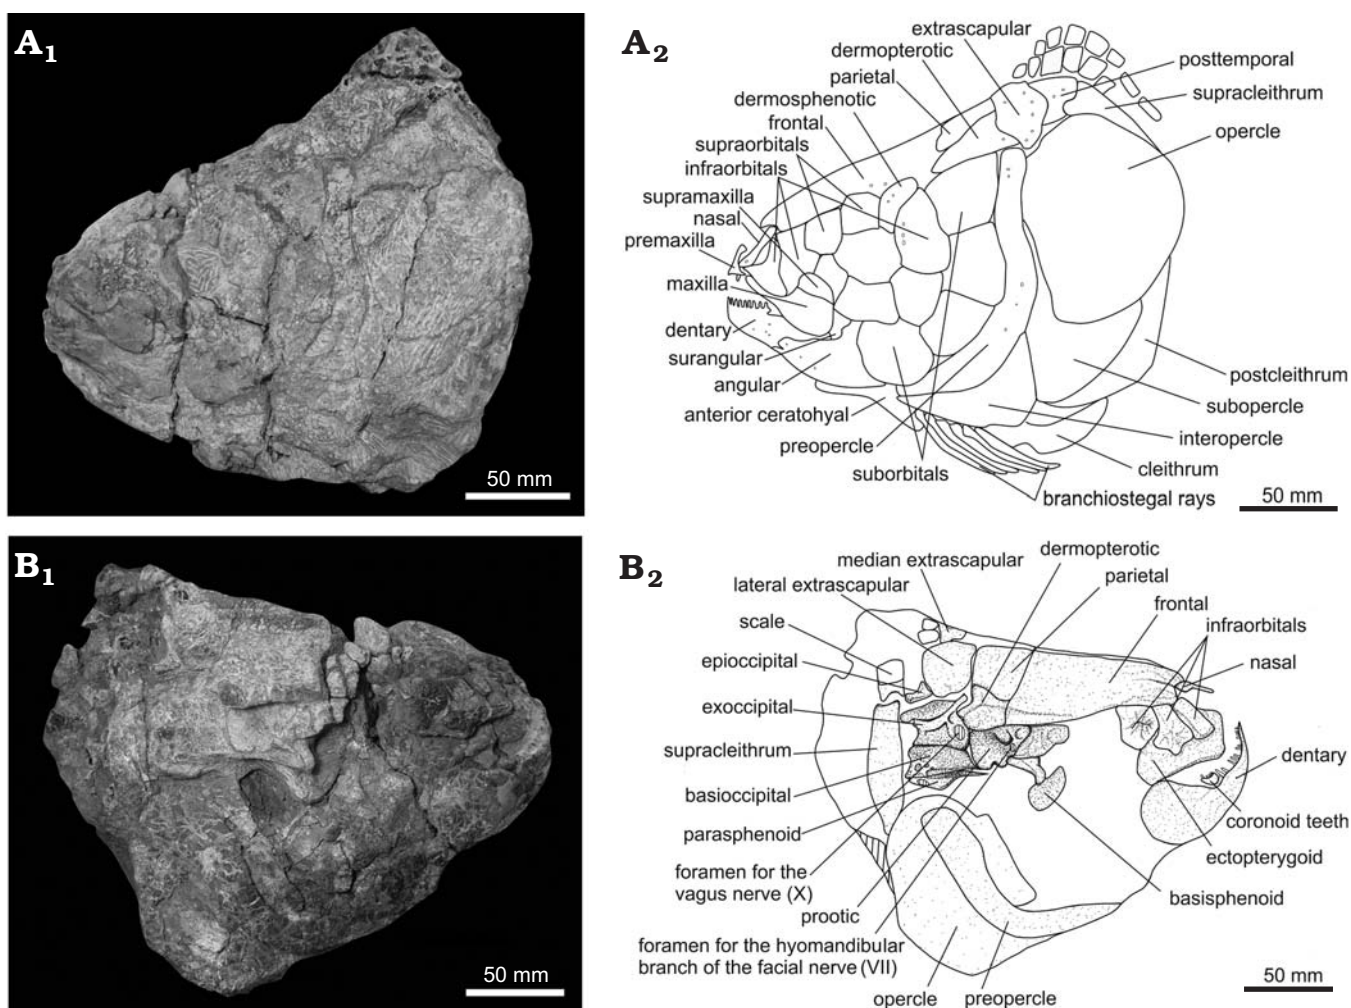 A1
50 mm
A2
extrascapular
dermopterotic
parietal
dermosphenotic
frontal
supraorbitals
infraorbitals
supramaxilla
nasal
premaxilla
maxilla
dentary
surangular
angular
anterior ceratohyal
preopercle
suborbitals
posttemporal
supracleithrum
opercle
postcleithrum
subopercle
interopercle
cleithrum
branchiostegal rays
50 mm
B1
50 mm
B2
median extrascapular
lateral extrascapular
scale
epioccipital
exoccipital
supracleithrum
basioccipital
parasphenoid
foramen for the
vagus nerve (X)
prootic
foramen for the hyomandibular
branch of the facial nerve (VII)
opercle
preopercle
dermopterotic
parietal
frontal
infraorbitals
nasal
dentary
coronoid teeth
ectopterygoid
basisphenoid
50 mm